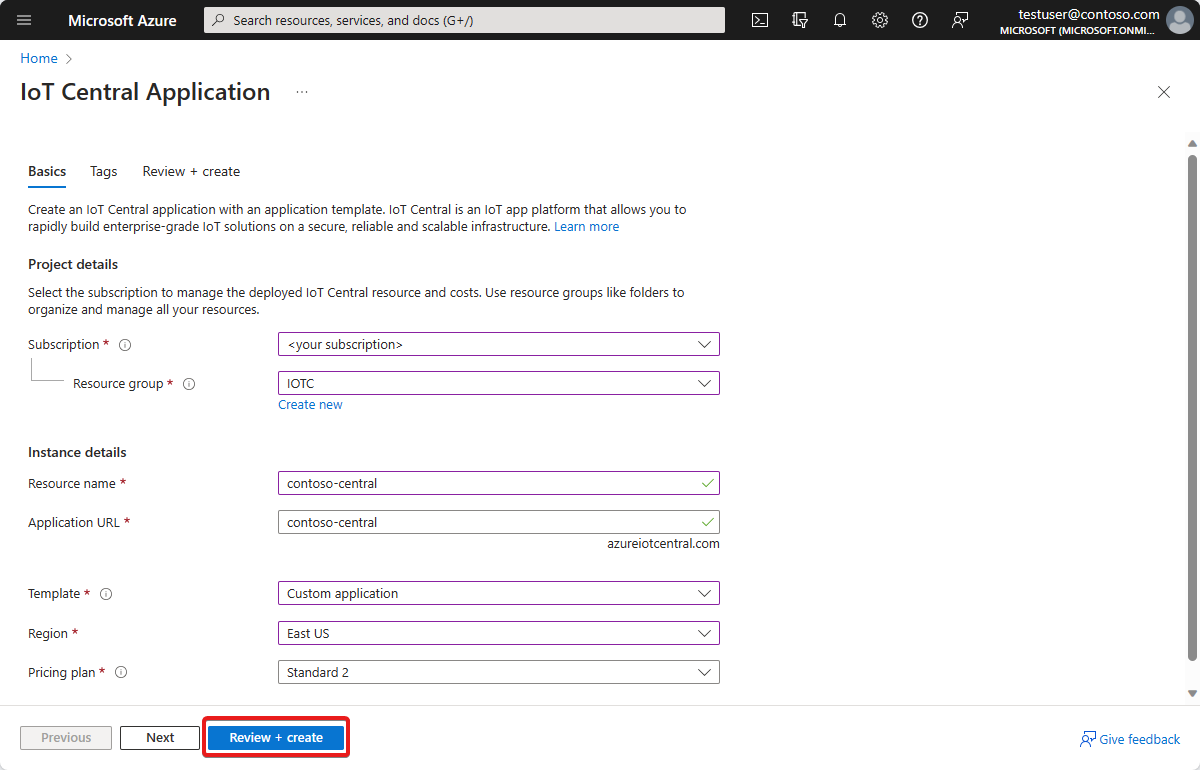 Microsoft Azure
Search resources, services, and docs (G+/)
testuser@contoso.com
MICROSOFT (MICROSOFT.ONMI...
Home
IoT Central Application
...
Basics
Tags
Review + create
Create an IoT Central application with an application template. IoT Central is an IoT app platform that allows you to
rapidly build enterprise-grade IoT solutions on a secure, reliable and scalable infrastructure. Learn more
Project details
Select the subscription to manage the deployed IoT Central resource and costs. Use resource groups like folders to
organize and manage all your resources.
Subscription *
<your subscription>
Resource group *
IOTC
Create new
Instance details
Resource name *
contoso-central
Application URL *
contoso-central
azureiotcentral.com
Template *
Custom application
Region *
East US
Pricing plan *
Standard 2
Previous
Next
Review + create
Give feedback